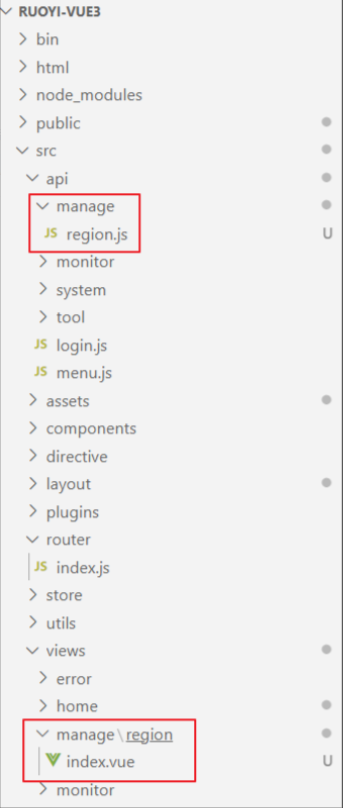 RUOYI-VUE3
bin
html
node_modules
public
src
api
manage
JS region.js U
monitor
system
tool
JS login.js
JS menu.js
assets
components
directive
layout
plugins
router
JS index.js
store
utils
views
error
home
manage\region
index.vue U
monitor